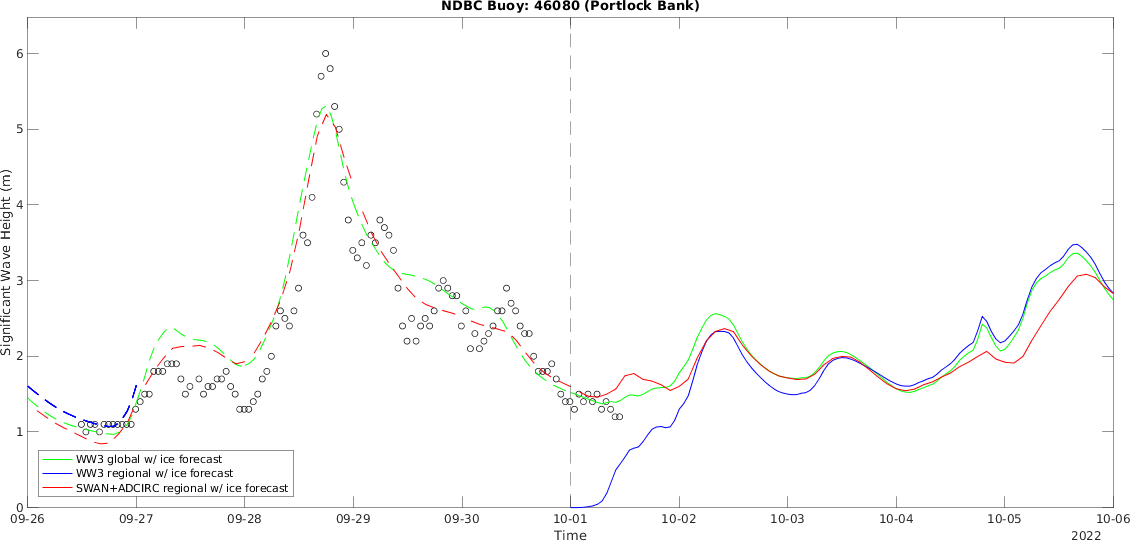 NDBC Buoy: 46080 (Portlock Bank)
Significant Wave Height (m)
6
5
4
3
2
1
0
WW3 global w/ ice forecast
WW3 regional w/ ice forecast
SWAN+ADCIRC regional w/ ice forecast
09-26 09-27 09-28 09-29 09-30 10-01 10-02 10-03 10-04 10-05 10-06
Time
2022